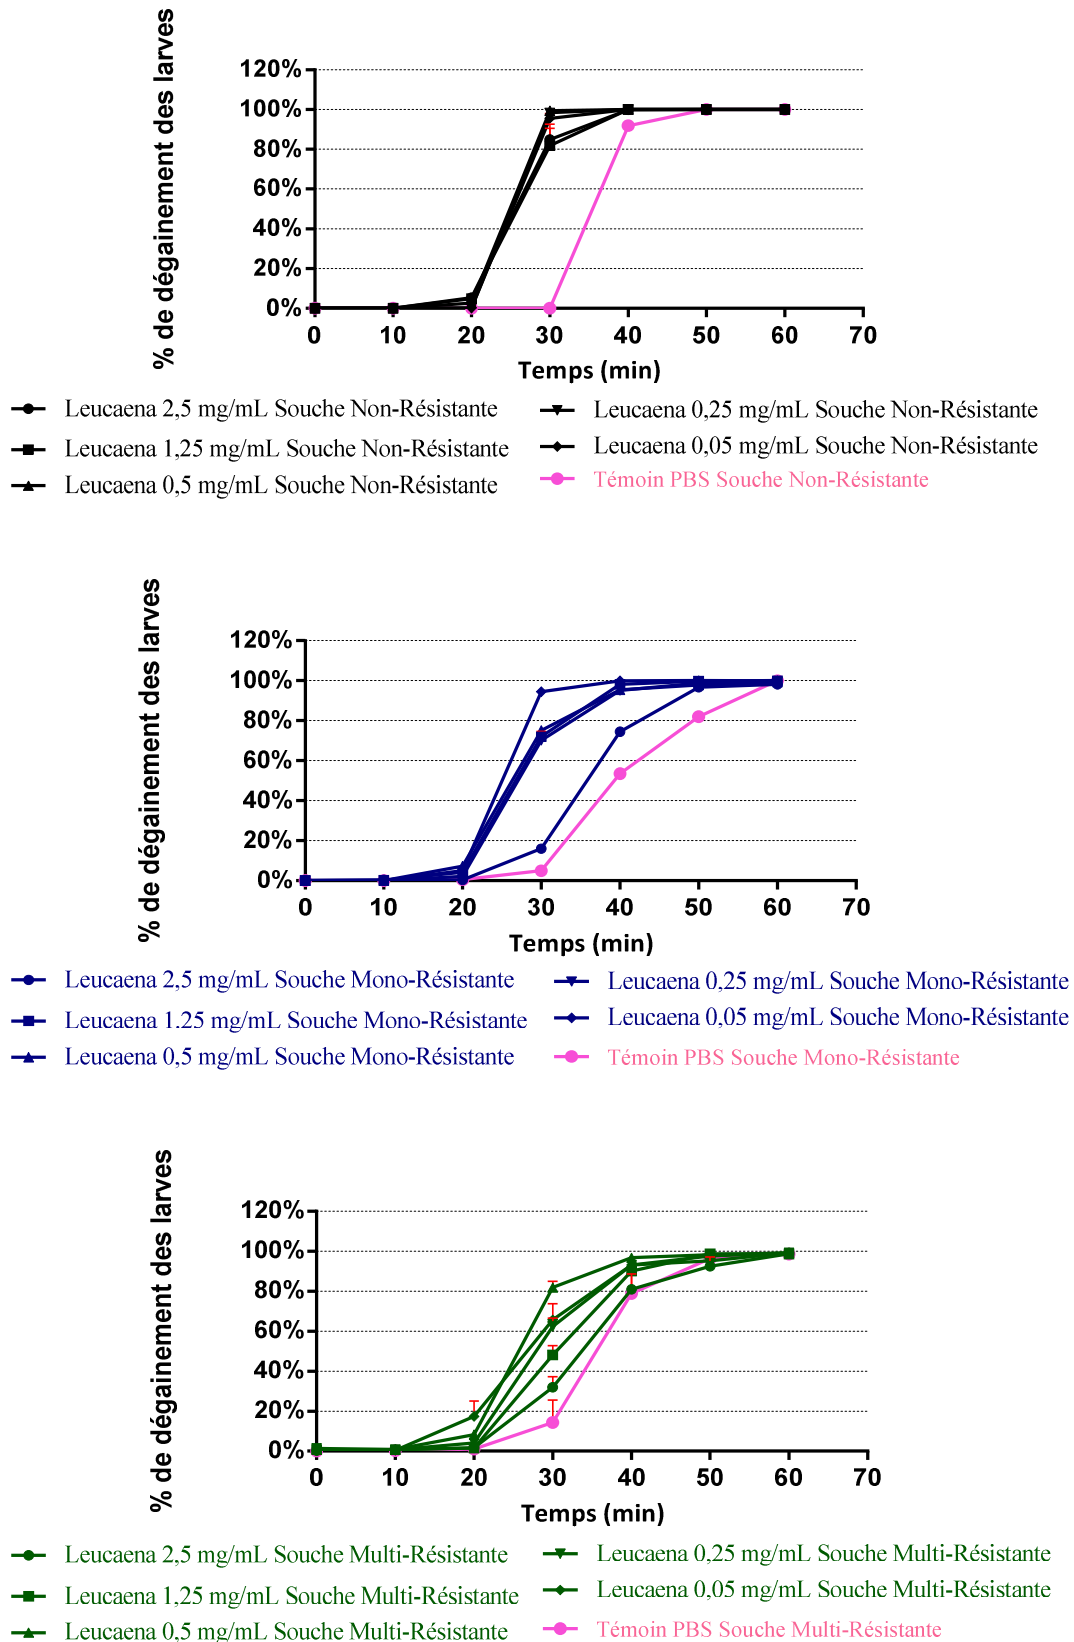 % de dégainement des larves
120%
100%
80%
60%
40%
20%
0%
0 10 20 30 40 50 60 70
Temps (min)
Leucaena 2,5 mg/mL Souche Non-Résistante
Leucaena 1,25 mg/mL Souche Non-Résistante
Leucaena 0,5 mg/mL Souche Non-Résistante
Leucaena 0,25 mg/mL Souche Non-Résistante
Leucaena 0,05 mg/mL Souche Non-Résistante
Témoin PBS Souche Non-Résistante
% de dégainement des larves
120%
100%
80%
60%
40%
20%
0%
0 10 20 30 40 50 60 70
Temps (min)
Leucaena 2,5 mg/mL Souche Mono-Résistante
Leucaena 1.25 mg/mL Souche Mono-Résistante
Leucaena 0,5 mg/mL Souche Mono-Résistante
Leucaena 0,25 mg/mL Souche Mono-Résistante
Leucaena 0,05 mg/mL Souche Mono-Résistante
Témoin PBS Souche Mono-Résistante
% de dégainement des larves
120%
100%
80%
60%
40%
20%
0%
0 10 20 30 40 50 60 70
Temps (min)
Leucaena 2,5 mg/mL Souche Multi-Résistante
Leucaena 1,25 mg/mL Souche Multi-Résistante
Leucaena 0,5 mg/mL Souche Multi-Résistante
Leucaena 0,25 mg/mL Souche Multi-Résistante
Leucaena 0,05 mg/mL Souche Multi-Résistante
Témoin PBS Souche Multi-Résistante